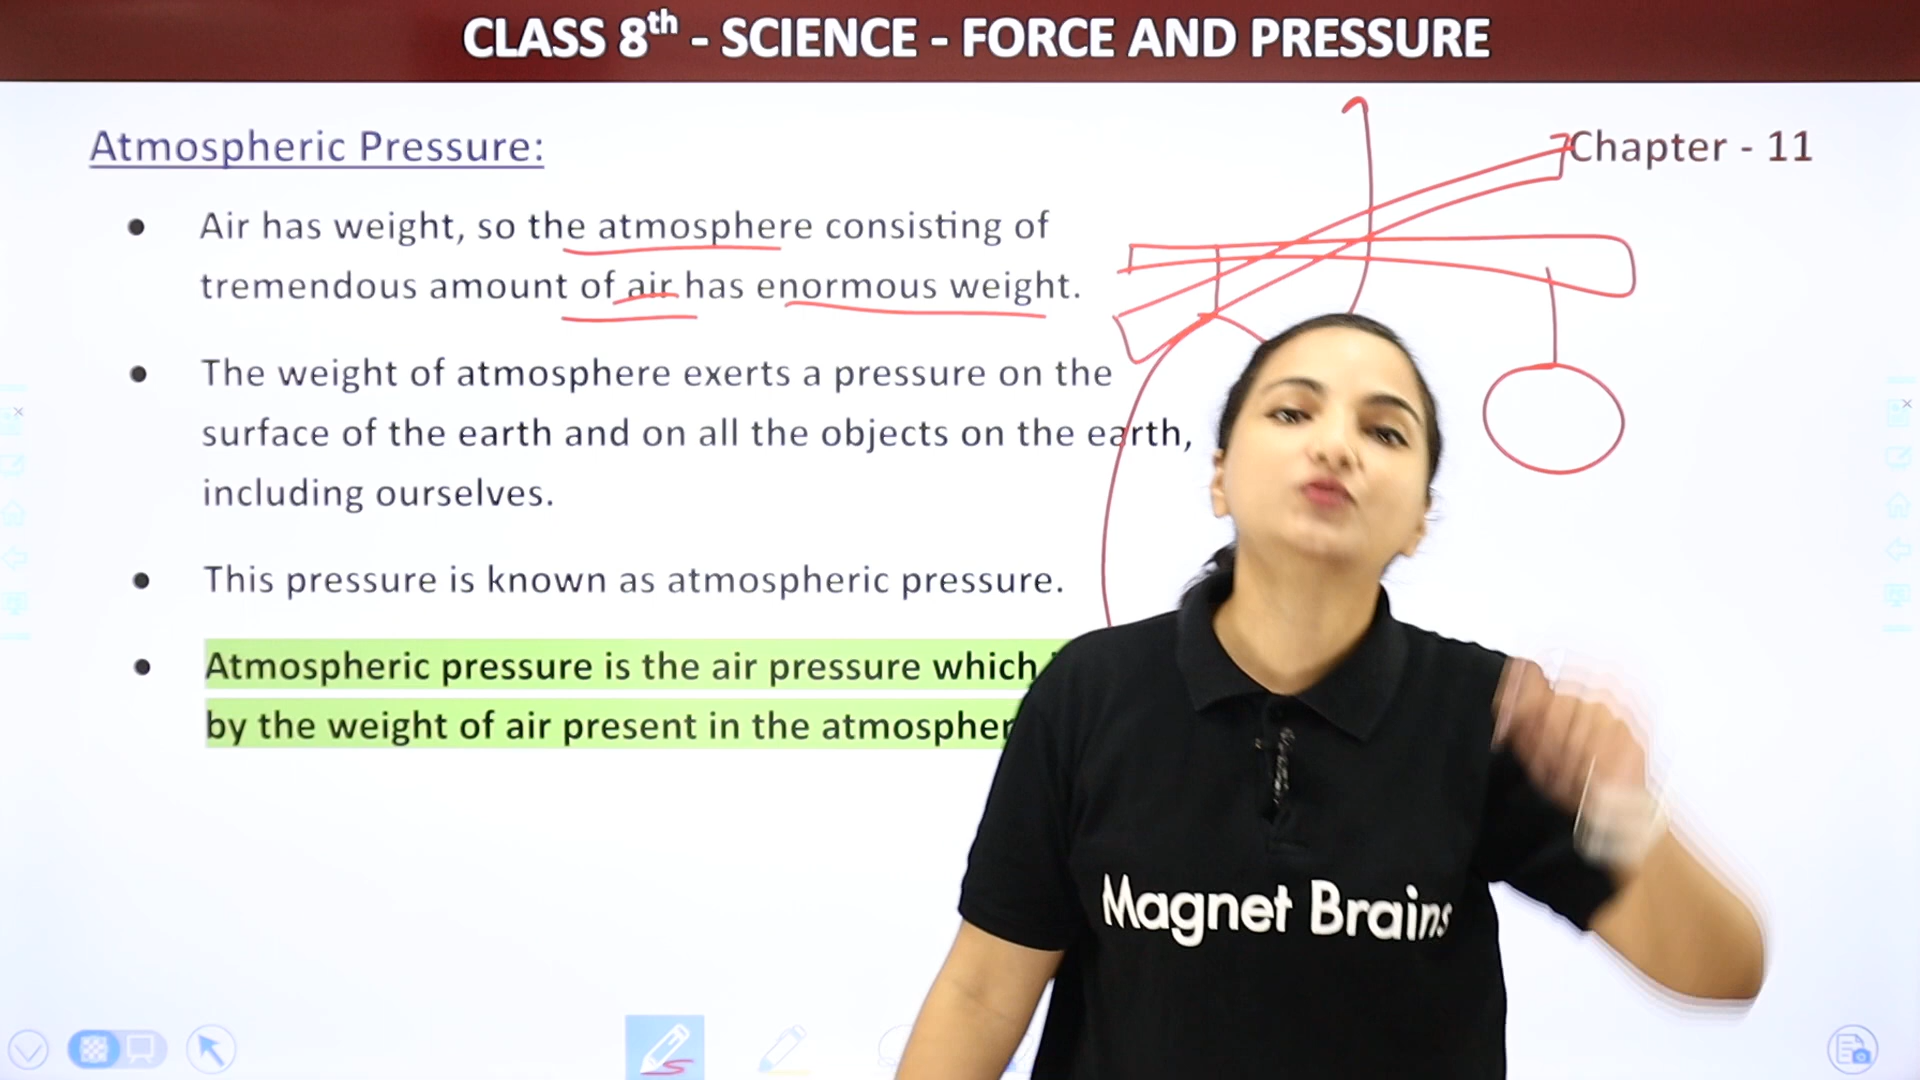 CLASS 8th - SCIENCE - FORCE AND PRESSURE
Atmospheric Pressure:
Chapter - 11
● Air has weight, so the atmosphere consisting of
tremendous amount of air has enormous weight.
● The weight of atmosphere exerts a pressure on the
surface of the earth and on all the objects on the earth,
including ourselves.
● This pressure is known as atmospheric pressure.
● Atmospheric pressure is the air pressure which
by the weight of air present in the
Magnet Brains